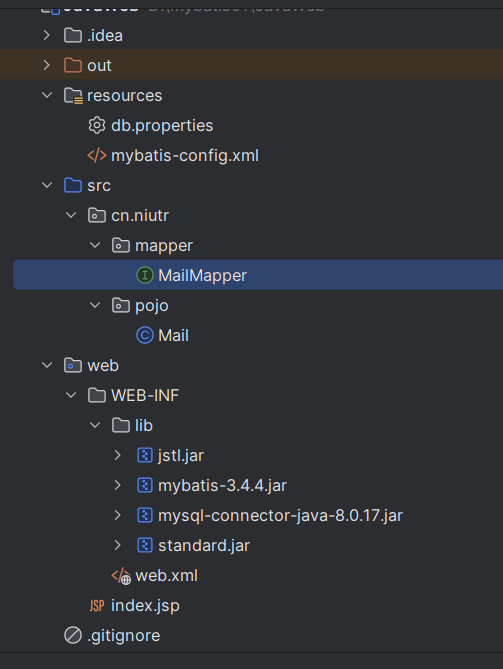 .idea
out
resources
db.properties
mybatis-config.xml
src
cn.niutr
mapper
I MailMapper
pojo
C Mail
web
WEB-INF
lib
jstl.jar
mybatis-3.4.4.jar
mysql-connector-java-8.0.17.jar
standard.jar
web.xml
JSP index.jsp
.gitignore